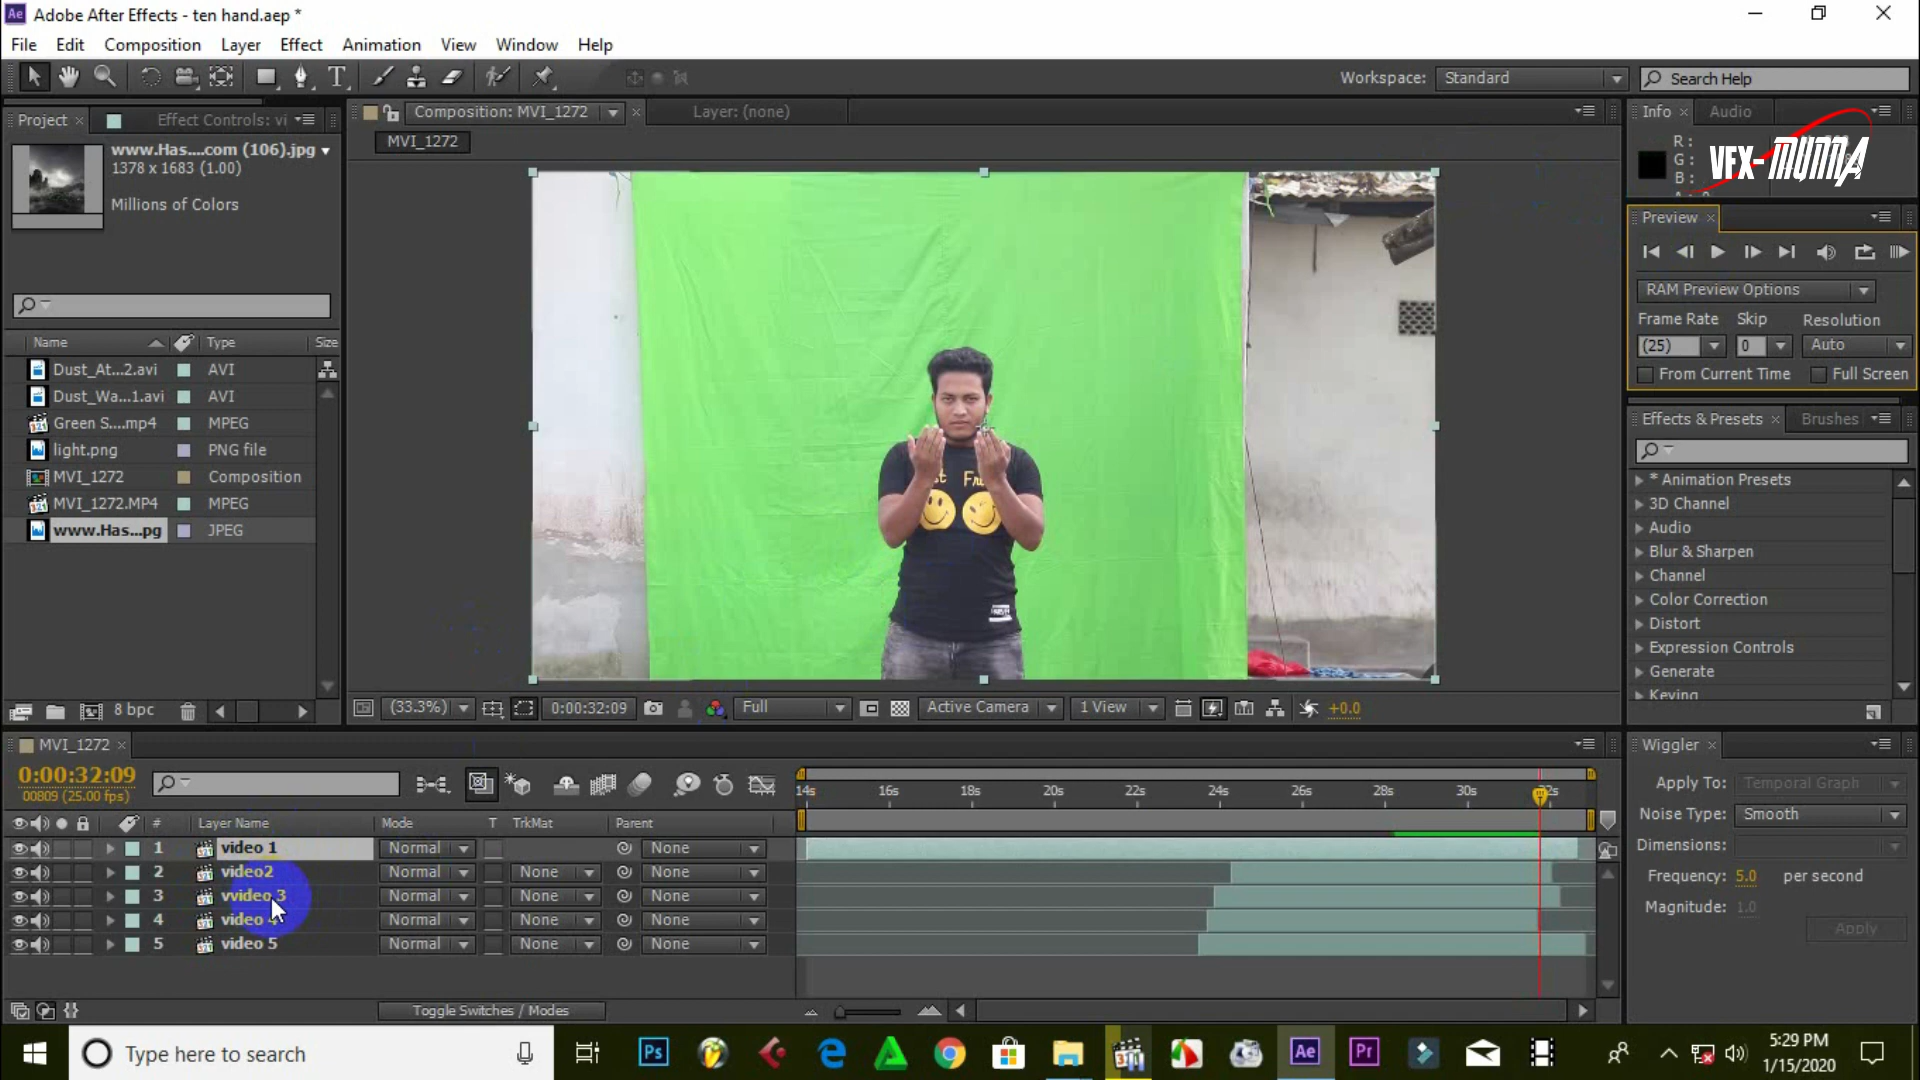 Ae Adobe After Effects - ten hand.aep *
File Edit Composition Layer Effect Animation View Window Help
T Workspace: Standard Search Help
Project × Effect Controls: vi Composition: MVI_1272 × Layer: (none) Info × Audio
www.Has....com (106).jpg
1378 x 1683 (1.00)
Millions of Colors
MVI_1272
R :
G :
B :
VFX-MUMA
Preview ×
RAM Preview Options
Frame Rate Skip Resolution
(25) 0 Auto
From Current Time Full Screen
Name Type Size
Dust_At...2.avi AVI
Dust_Wa...1.avi AVI
Green S....mp4 MPEG
light.png PNG file
MVI_1272 Composition
MVI_1272.MP4 MPEG
www.Has...pg JPEG
8 bpc
Effects & Presets × Brushes
* Animation Presets
3D Channel
Audio
Blur & Sharpen
Channel
Color Correction
Distort
Expression Controls
Generate
Keying
(33.3%) 0:00:32:09 Full Active Camera 1 View +0.0
MVI_1272 ×
0:00:32:09
00809 (25.00 fps)
14s 16s 18s 20s 22s 24s 26s 28s 30s 32s
# Layer Name Mode T TrkMat Parent
1 video 1 Normal None
2 video2 Normal None None
3 vvideo 3 Normal None None
4 video 4 Normal None None
5 video 5 Normal None None
Toggle Switches / Modes
Wiggler ×
Apply To: Temporal Graph
Noise Type: Smooth
Dimensions:
Frequency: 5.0 per second
Magnitude: 1.0
Apply
Type here to search
Ps
Ae
Pr
5:29 PM
1/15/2020